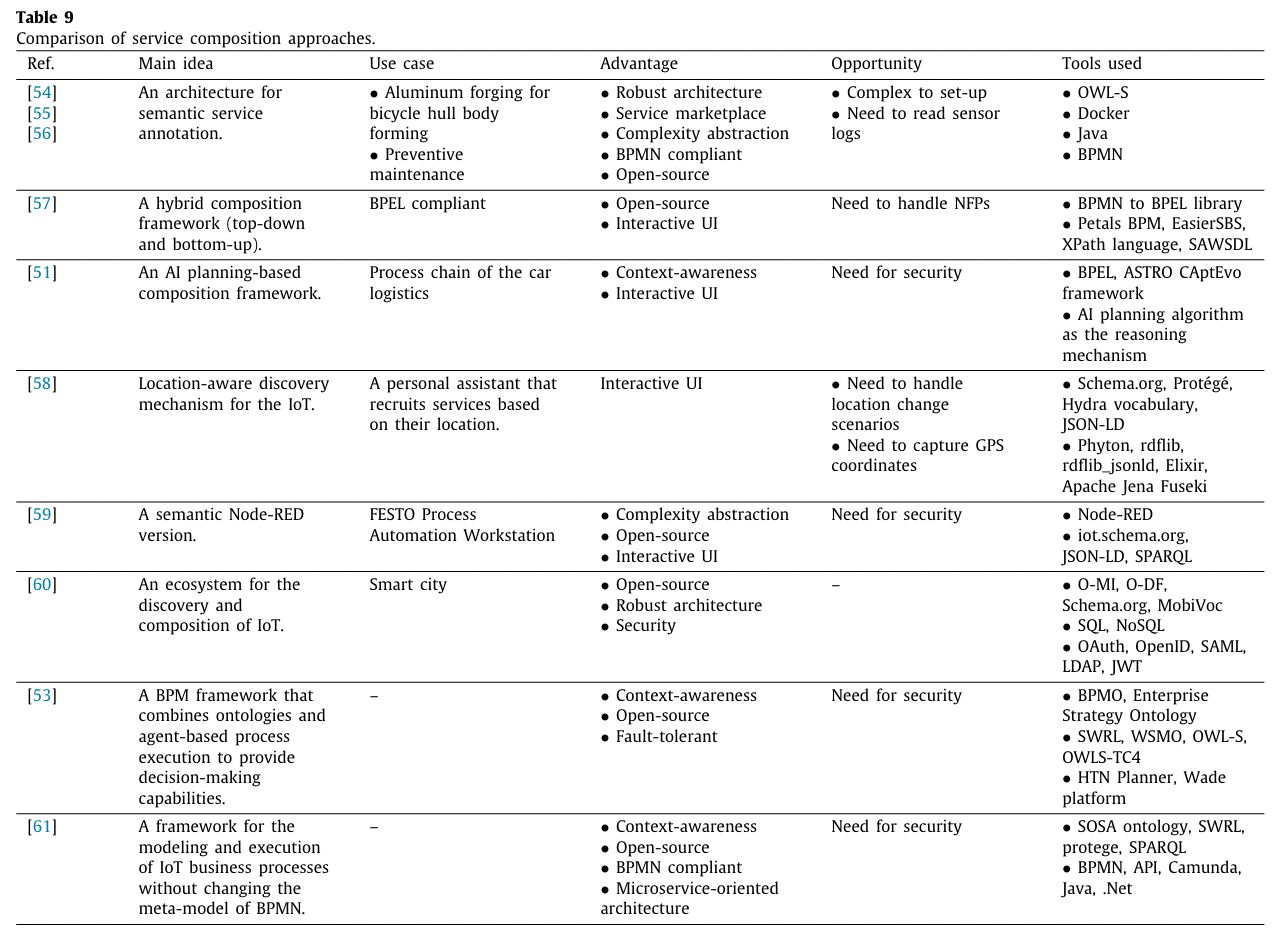 Table 9
Comparison of service composition approaches.
Ref. Main idea Use case Advantage Opportunity Tools used
[54]
[55]
[56]
An architecture for
semantic service
annotation.
• Aluminum forging for
bicycle hull body
forming
• Preventive
maintenance
• Robust architecture
• Service marketplace
• Complexity abstraction
• BPMN compliant
• Open-source
• Complex to set-up
• Need to read sensor
logs
• OWL-S
• Docker
• Java
• BPMN
[57]
A hybrid composition
framework (top-down
and bottom-up).
BPEL compliant
• Open-source
• Interactive UI
Need to handle NFPs
• BPMN to BPEL library
• Petals BPM, EasierSBS,
XPath language, SAWSDL
[51]
An AI planning-based
composition framework.
Process chain of the car
logistics
• Context-awareness
• Interactive UI
Need for security
• BPEL, ASTRO CAptEvo
framework
• AI planning algorithm
as the reasoning
mechanism
[58]
Location-aware discovery
mechanism for the IoT.
A personal assistant that
recruits services based
on their location.
Interactive UI
• Need to handle
location change
scenarios
• Need to capture GPS
coordinates
• Schema.org, Protégé,
Hydra vocabulary,
JSON-LD
• Phyton, rdflib,
rdflib_jsonld, Elixir,
Apache Jena Fuseki
[59]
A semantic Node-RED
version.
FESTO Process
Automation Workstation
• Complexity abstraction
• Open-source
• Interactive UI
Need for security
• Node-RED
• iot.schema.org,
JSON-LD, SPARQL
[60]
An ecosystem for the
discovery and
composition of IoT.
Smart city
• Open-source
• Robust architecture
• Security
–
• O-MI, O-DF,
Schema.org, MobiVoc
• SQL, NoSQL
• OAuth, OpenID, SAML,
LDAP, JWT
[53]
A BPM framework that
combines ontologies and
agent-based process
execution to provide
decision-making
capabilities.
–
• Context-awareness
• Open-source
• Fault-tolerant
Need for security
• BPMO, Enterprise
Strategy Ontology
• SWRL, WSMO, OWL-S,
OWLS-TC4
• HTN Planner, Wade
platform
[61]
A framework for the
modeling and execution
of IoT business processes
without changing the
meta-model of BPMN.
–
• Context-awareness
• Open-source
• BPMN compliant
• Microservice-oriented
architecture
Need for security
• SOSA ontology, SWRL,
protege, SPARQL
• BPMN, API, Camunda,
Java, .Net